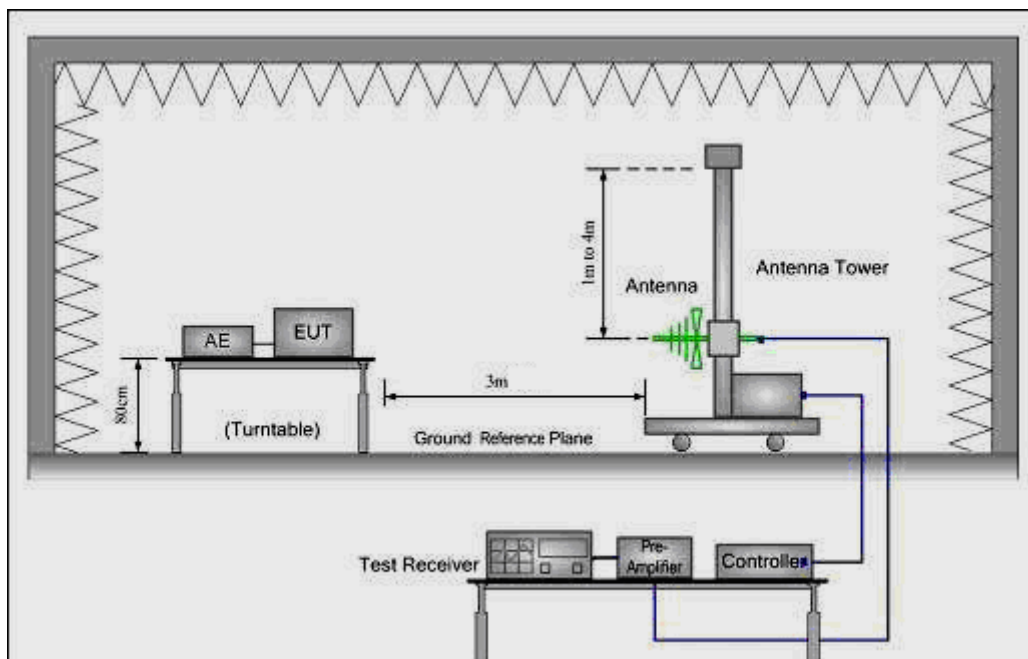 1m to 4m
Antenna
Antenna Tower
AE
EUT
80cm
3m
(Turntable)
Ground Reference Plane
Test Receiver
Pre-
Amplifier
Controller